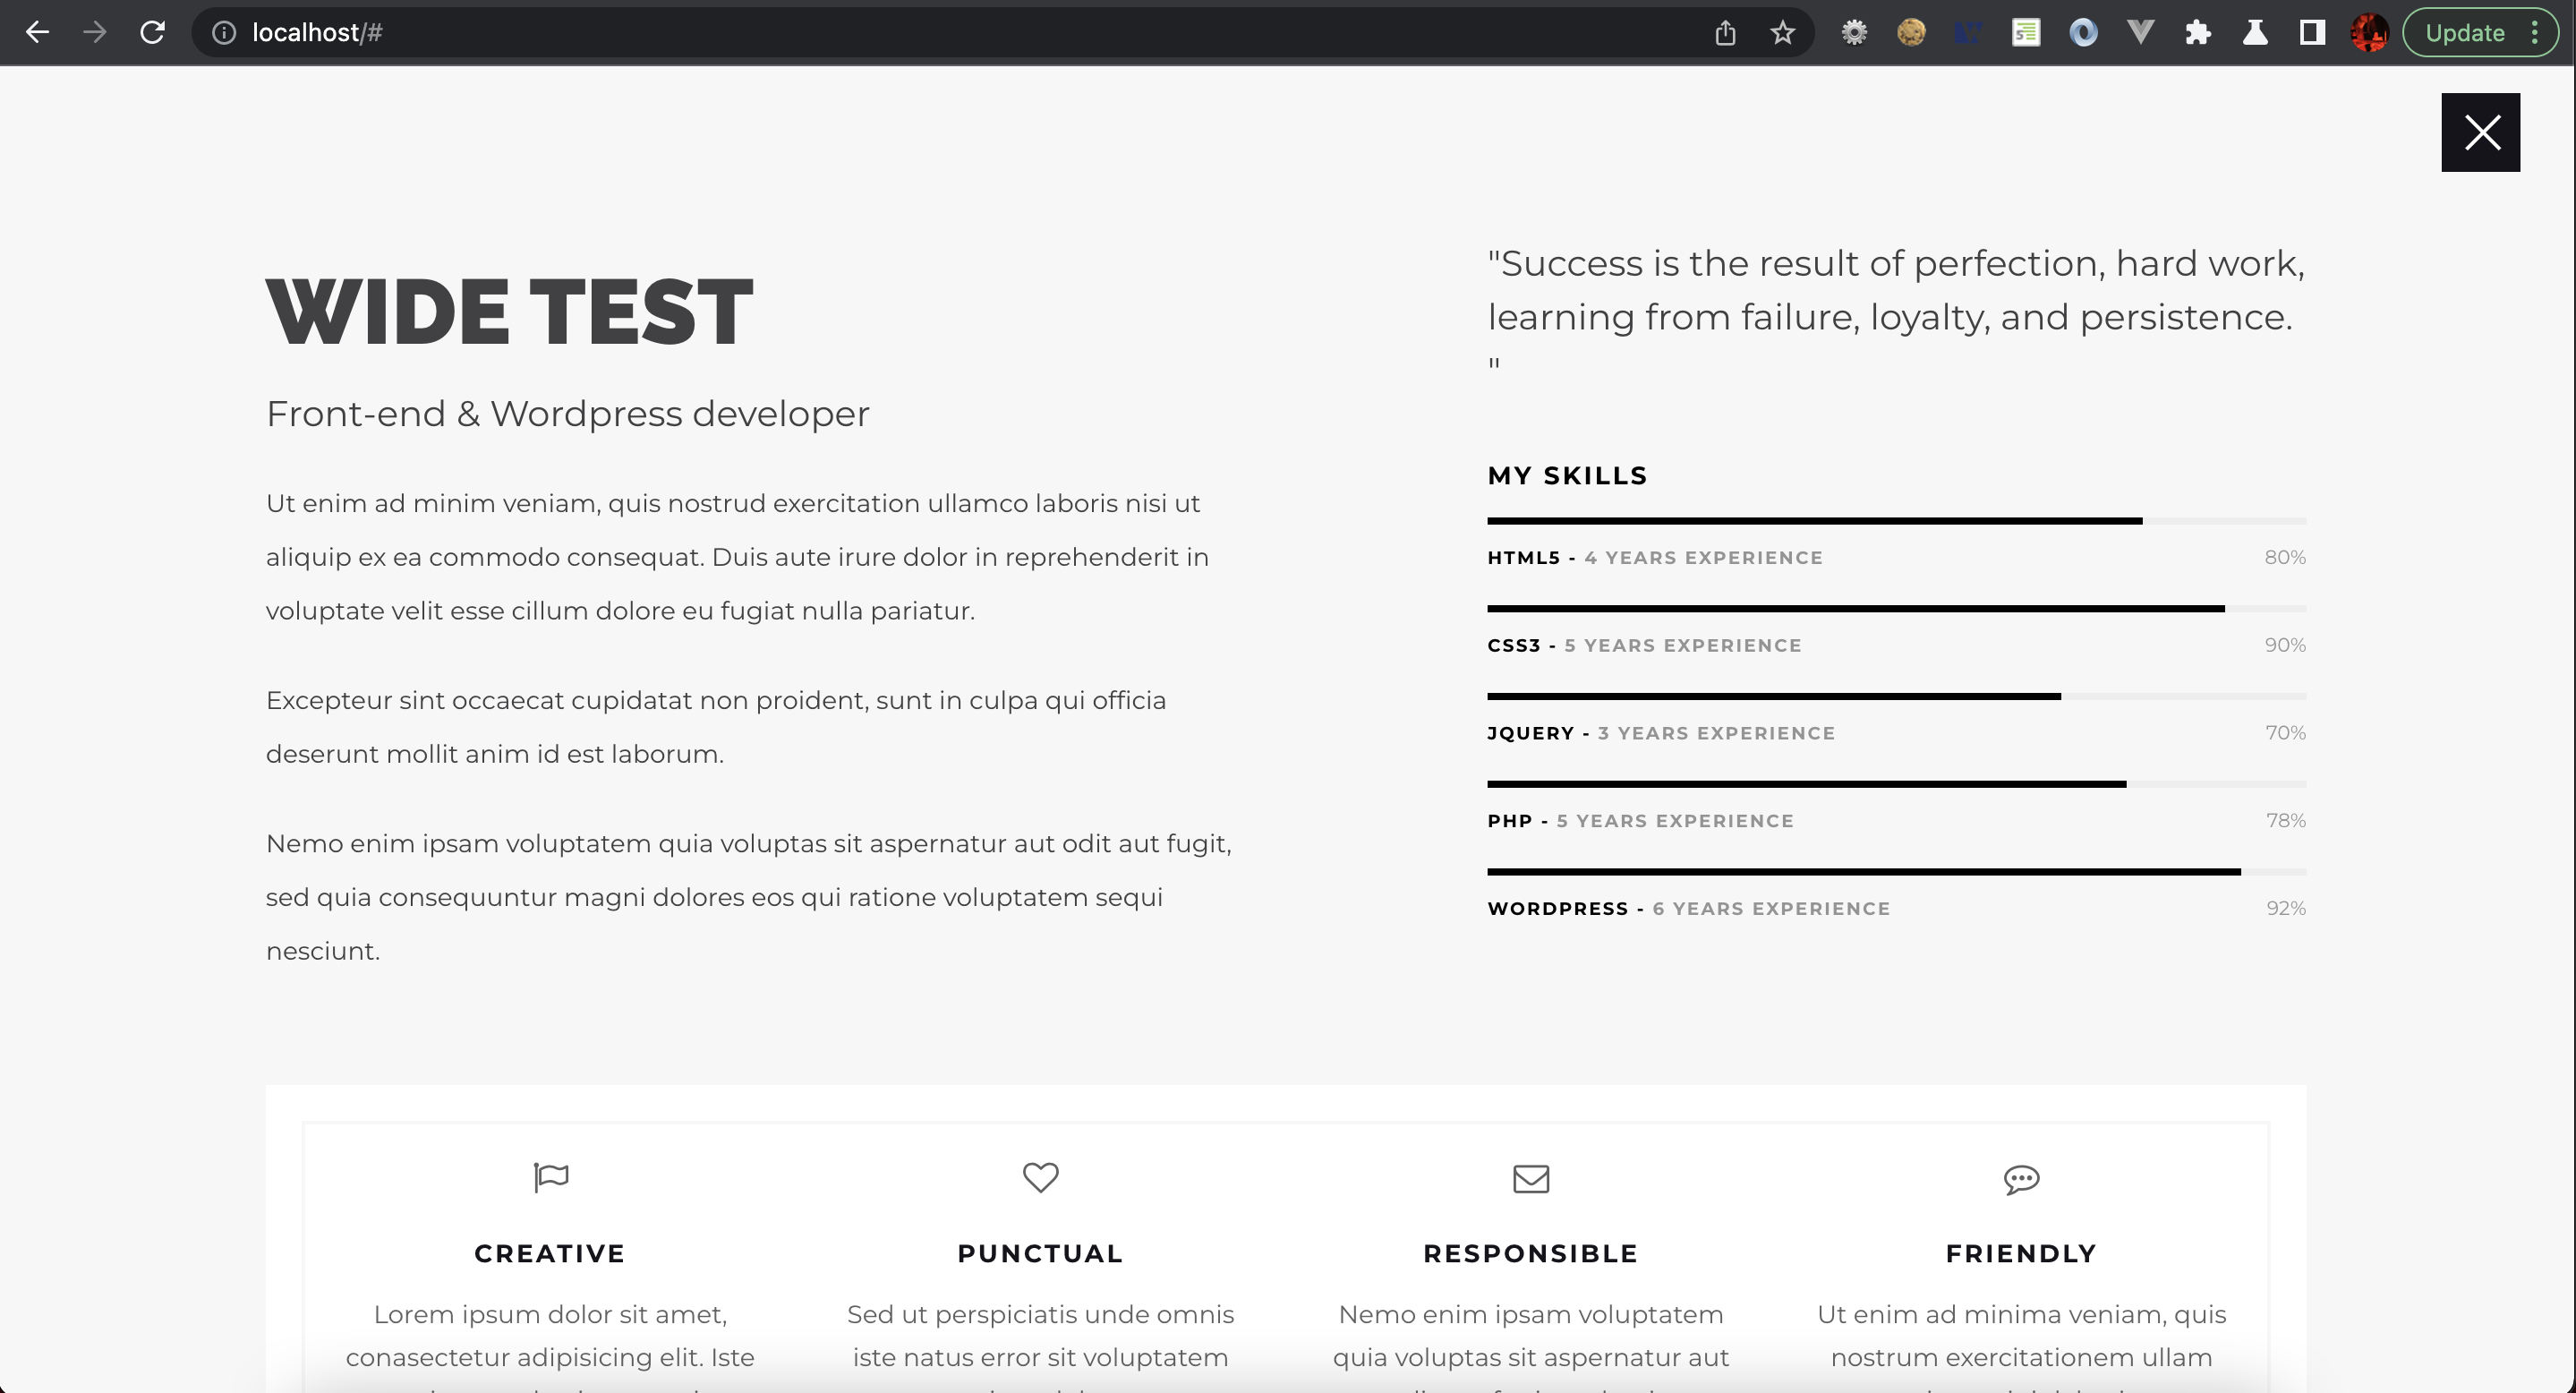 localhost/#
Update
WIDE TEST
Front-end & Wordpress developer
Ut enim ad minim veniam, quis nostrud exercitation ullamco laboris nisi ut
aliquip ex ea commodo consequat. Duis aute irure dolor in reprehenderit in
voluptate velit esse cillum dolore eu fugiat nulla pariatur.
Excepteur sint occaecat cupidatat non proident, sunt in culpa qui officia
deserunt mollit anim id est laborum.
Nemo enim ipsam voluptatem quia voluptas sit aspernatur aut odit aut fugit,
sed quia consequuntur magni dolores eos qui ratione voluptatem sequi
nesciunt.
"Success is the result of perfection, hard work,
learning from failure, loyalty, and persistence.
"
MY SKILLS
HTML5 - 4 YEARS EXPERIENCE 80%
CSS3 - 5 YEARS EXPERIENCE 90%
JQUERY - 3 YEARS EXPERIENCE 70%
PHP - 5 YEARS EXPERIENCE 78%
WORDPRESS - 6 YEARS EXPERIENCE 92%
CREATIVE
Lorem ipsum dolor sit amet,
conasectetur adipisicing elit. Iste
PUNCTUAL
Sed ut perspiciatis unde omnis
iste natus error sit voluptatem
RESPONSIBLE
Nemo enim ipsam voluptatem
quia voluptas sit aspernatur aut
FRIENDLY
Ut enim ad minima veniam, quis
nostrum exercitationem ullam